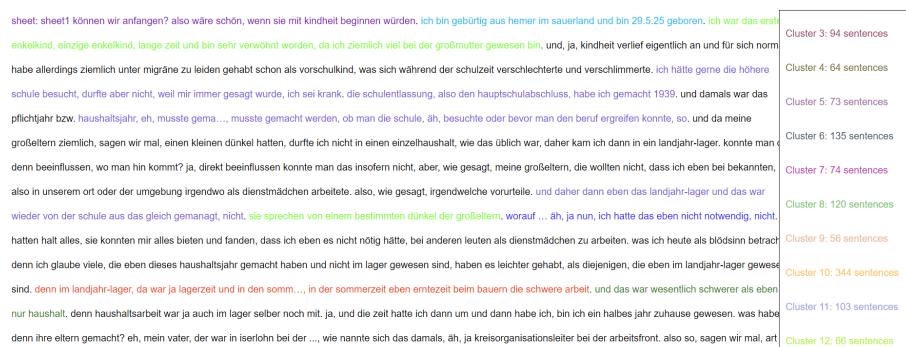 sheet: sheet1 können wir anfangen? also wäre schön, wenn sie mit kindheit beginnen würden. ich bin gebürtig aus hemer im sauerland und bin 29.5.25 geboren. ich war das erste
enkelkind, einzige enkelkind, lange zeit und bin sehr verwöhnt worden, da ich ziemlich viel bei der großmutter gewesen bin. und, ja, kindheit verlief eigentlich an und für sich norm
habe allerdings ziemlich unter migräne zu leiden gehabt schon als vorschulkind, was sich während der schulzeit verschlechterte und verschlimmerte. ich hätte gerne die höhere
schule besucht, durfte aber nicht, weil mir immer gesagt wurde, ich sei krank. die schulentlassung, also den hauptschulabschluss, habe ich gemacht 1939. und damals war das
pflichtjahr bzw. haushaltsjahr, eh, musste gema…, musste gemacht werden, ob man die schule, äh, besuchte oder bevor man den beruf ergreifen konnte, so. und da meine
großeltern ziemlich, sagen wir mal, einen kleinen dünkel hatten, durfte ich nicht in einen einzelhaushalt, wie das üblich war, daher kam ich dann in ein landjahr-lager. konnte man d
denn beeinflussen, wo man hin kommt? ja, direkt beeinflussen konnte man das insofern nicht, aber, wie gesagt, meine großeltern, die wollten nicht, dass ich eben bei bekannten,
also in unserem ort oder der umgebung irgendwo als dienstmädchen arbeitete. also, wie gesagt, irgendwelche vorurteile. und daher dann eben das landjahr-lager und das war
wieder von der schule aus das gleich gemanagt, nicht. sie sprechen von einem bestimmten dünkel der großeltern. worauf … äh, ja nun, ich hatte das eben nicht notwendig, nicht.
hatten halt alles, sie konnten mir alles bieten und fanden, dass ich eben es nicht nötig hätte, bei anderen leuten als dienstmädchen zu arbeiten. was ich heute als blödsinn betrach
denn ich glaube viele, die eben dieses haushaltsjahr gemacht haben und nicht im lager gewesen sind, haben es leichter gehabt, als diejenigen, die eben im landjahr-lager gewese
sind. denn im landjahr-lager, da war ja lagerzeit und in den somm…, in der sommerzeit eben erntezeit beim bauern die schwere arbeit. und das war wesentlich schwerer als eben
nur haushalt. denn haushaltsarbeit war ja auch im lager selber noch mit. ja, und die zeit hatte ich dann um und dann habe ich, bin ich ein halbes jahr zuhause gewesen. was habe
denn ihre eltern gemacht? eh, mein vater, der war in iserlohn bei der ..., wie nannte sich das damals, äh, ja kreisorganisationsleiter bei der arbeitsfront. also so, sagen wir mal, art
Cluster 3: 94 sentences
Cluster 4: 64 sentences
Cluster 5: 73 sentences
Cluster 6: 135 sentences
Cluster 7: 74 sentences
Cluster 8: 120 sentences
Cluster 9: 56 sentences
Cluster 10: 344 sentences
Cluster 11: 103 sentences
Cluster 12: 66 sentences